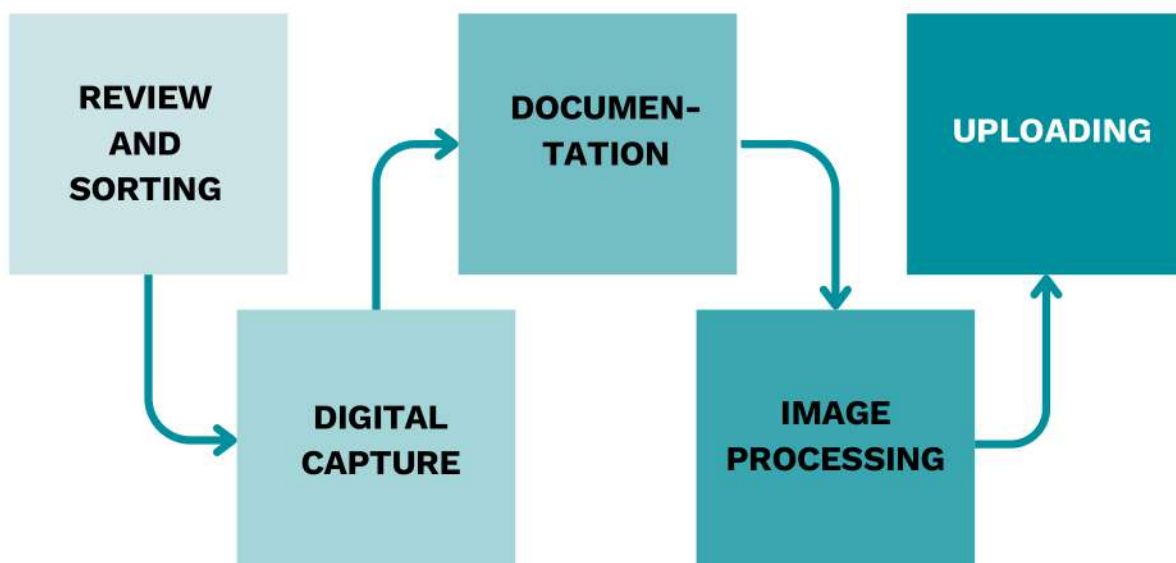 REVIEW
AND
SORTING
DIGITAL
CAPTURE
DOCUMEN-
TATION
IMAGE
PROCESSING
UPLOADING